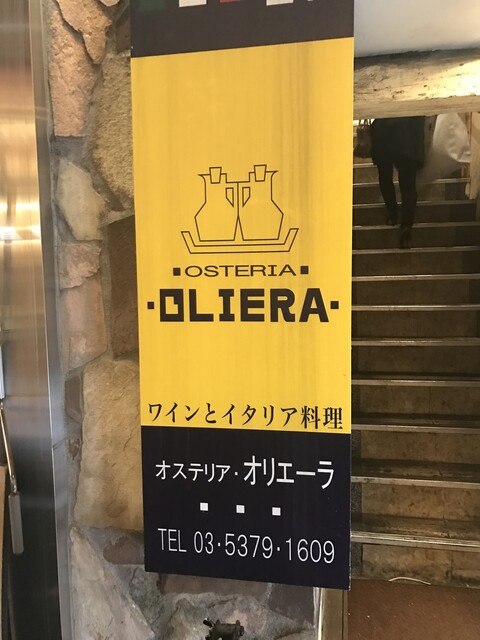 OSTERIA
OLIERA
ワインとイタリア料理
オステリア・オリエーラ
TEL 03・5379・1609